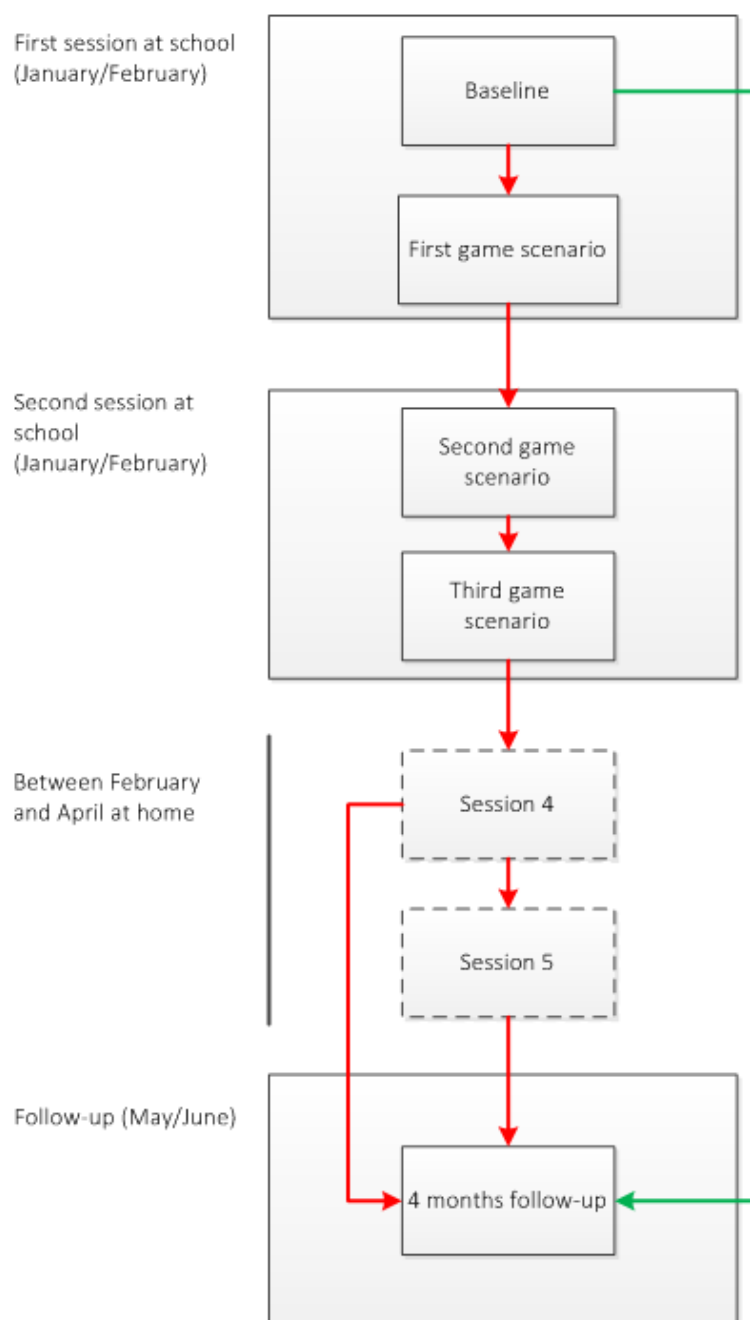 First session at school
(January/February)
Baseline
First game scenario
Second session at
school
(January/February)
Second game
scenario
Third game
scenario
Between February
and April at home
Session 4
Session 5
Follow-up (May/June)
4 months follow-up